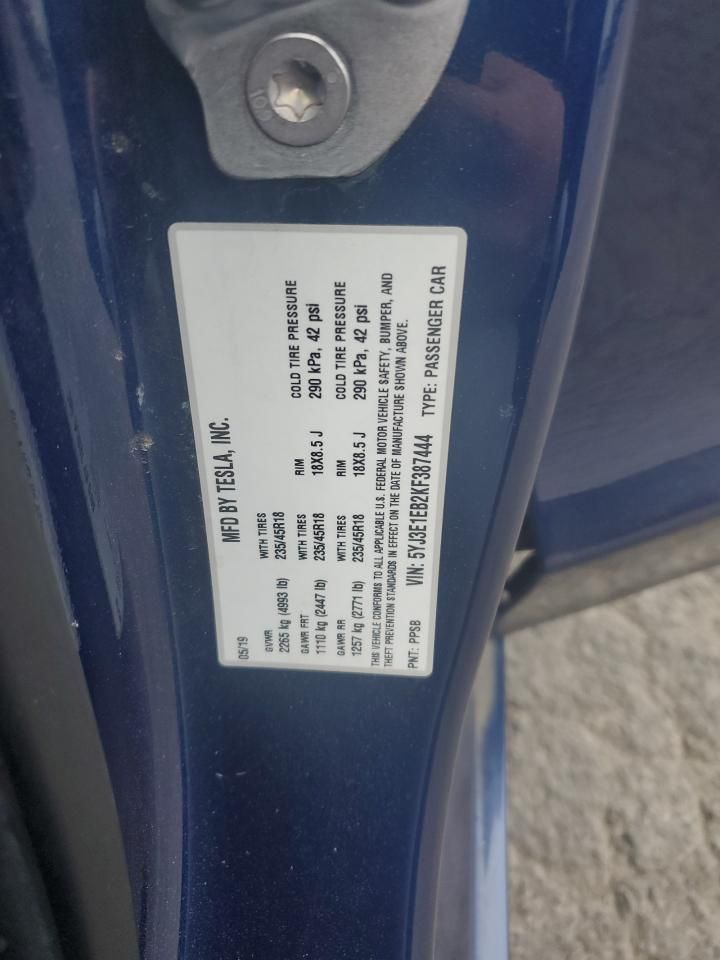 100
MFD BY TESLA, INC.
05/19
GVWR WITH TIRES
2265 kg (4993 lb) 235/45R18
GAWR FRT WITH TIRES RIM COLD TIRE PRESSURE
1110 kg (2447 lb) 235/45R18 18X8.5 J 290 kPa, 42 psi
GAWR RR WITH TIRES RIM COLD TIRE PRESSURE
1257 kg (2771 lb) 235/45R18 18X8.5 J 290 kPa, 42 psi
THIS VEHICLE CONFORMS TO ALL APPLICABLE U.S. FEDERAL MOTOR VEHICLE SAFETY, BUMPER, AND
THEFT PREVENTION STANDARDS IN EFFECT ON THE DATE OF MANUFACTURE SHOWN ABOVE.
PNT: PPSB VIN: 5YJ3E1EB2KF387444 TYPE: PASSENGER CAR